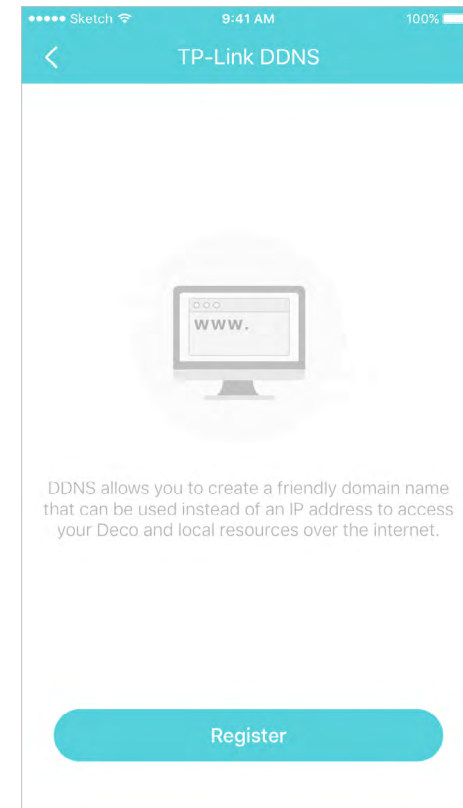 Sketch 9:41 AM 100%
TP-Link DDNS
www.
DDNS allows you to create a friendly domain name
that can be used instead of an IP address to access
your Deco and local resources over the internet.
Register